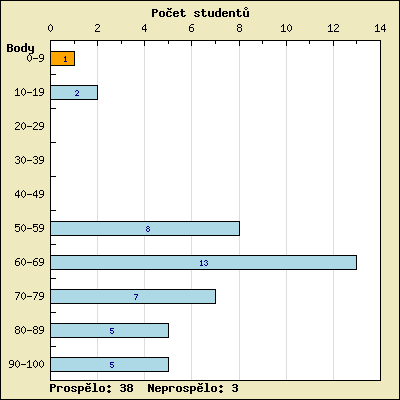 Počet studentů
0 2 4 6 8 10 12 14
Body
0-9 1
10-19 2
20-29
30-39
40-49
50-59 8
60-69 13
70-79 7
80-89 5
90-100 5
Prospělo: 38 Neprospělo: 3